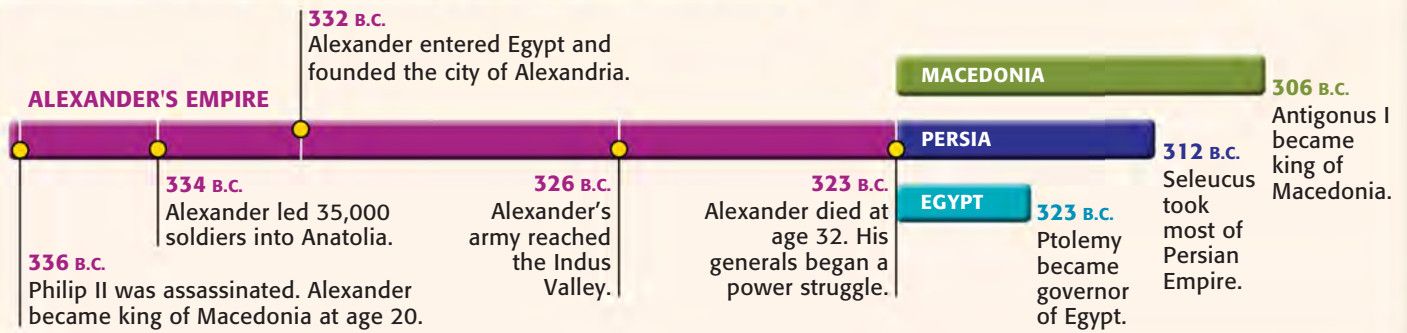 332 B.C.
Alexander entered Egypt and
founded the city of Alexandria.
ALEXANDER'S EMPIRE
336 B.C.
Philip II was assassinated. Alexander
became king of Macedonia at age 20.
334 B.C.
Alexander led 35,000
soldiers into Anatolia.
326 B.C.
Alexander's
army reached
the Indus
Valley.
323 B.C.
Alexander died at
age 32. His
generals began a
power struggle.
MACEDONIA
306 B.C.
Antigonus I
became
king of
Macedonia.
PERSIA
312 B.C.
Seleucus
took
most of
Persian
Empire.
EGYPT
323 B.C.
Ptolemy
became
governor
of Egypt.